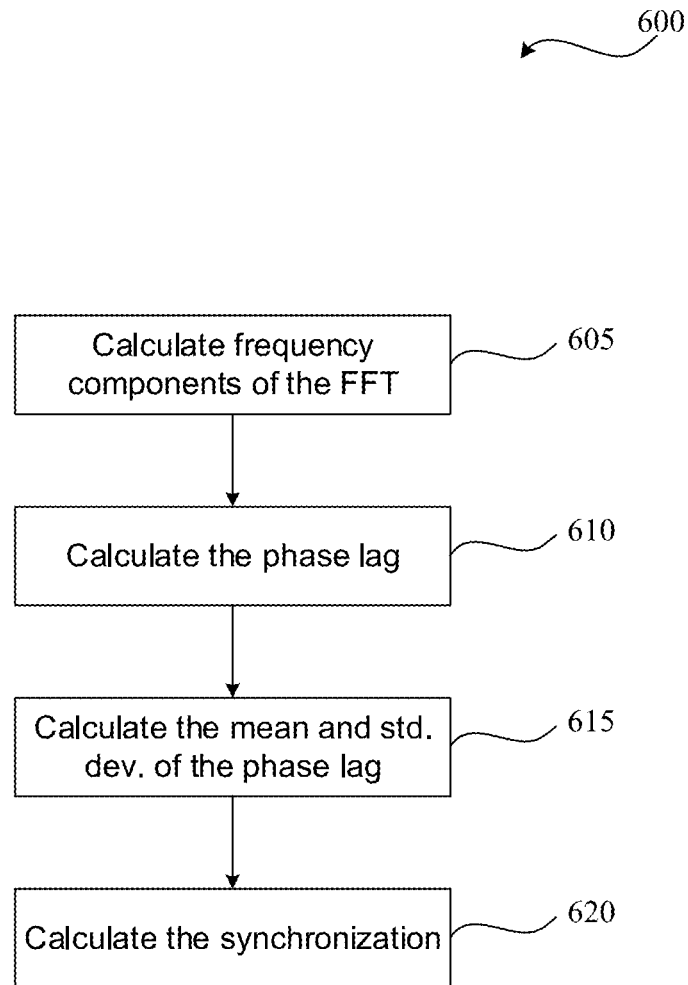 600
Calculate frequency
components of the FFT
605
Calculate the phase lag
610
Calculate the mean and std.
dev. of the phase lag
615
Calculate the synchronization
620